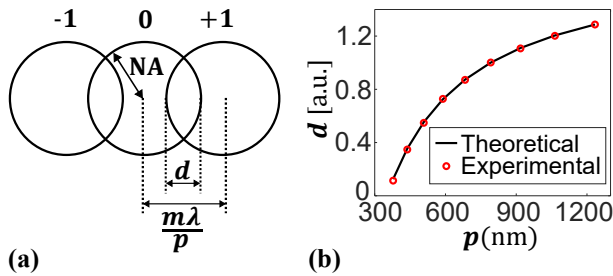 -1 0 +1
NA
d
mλ
p
(a)
d [a.u.]
1.2
0.8
0.4
0
Theoretical
Experimental
300 600 900 1200
p(nm)
(b)